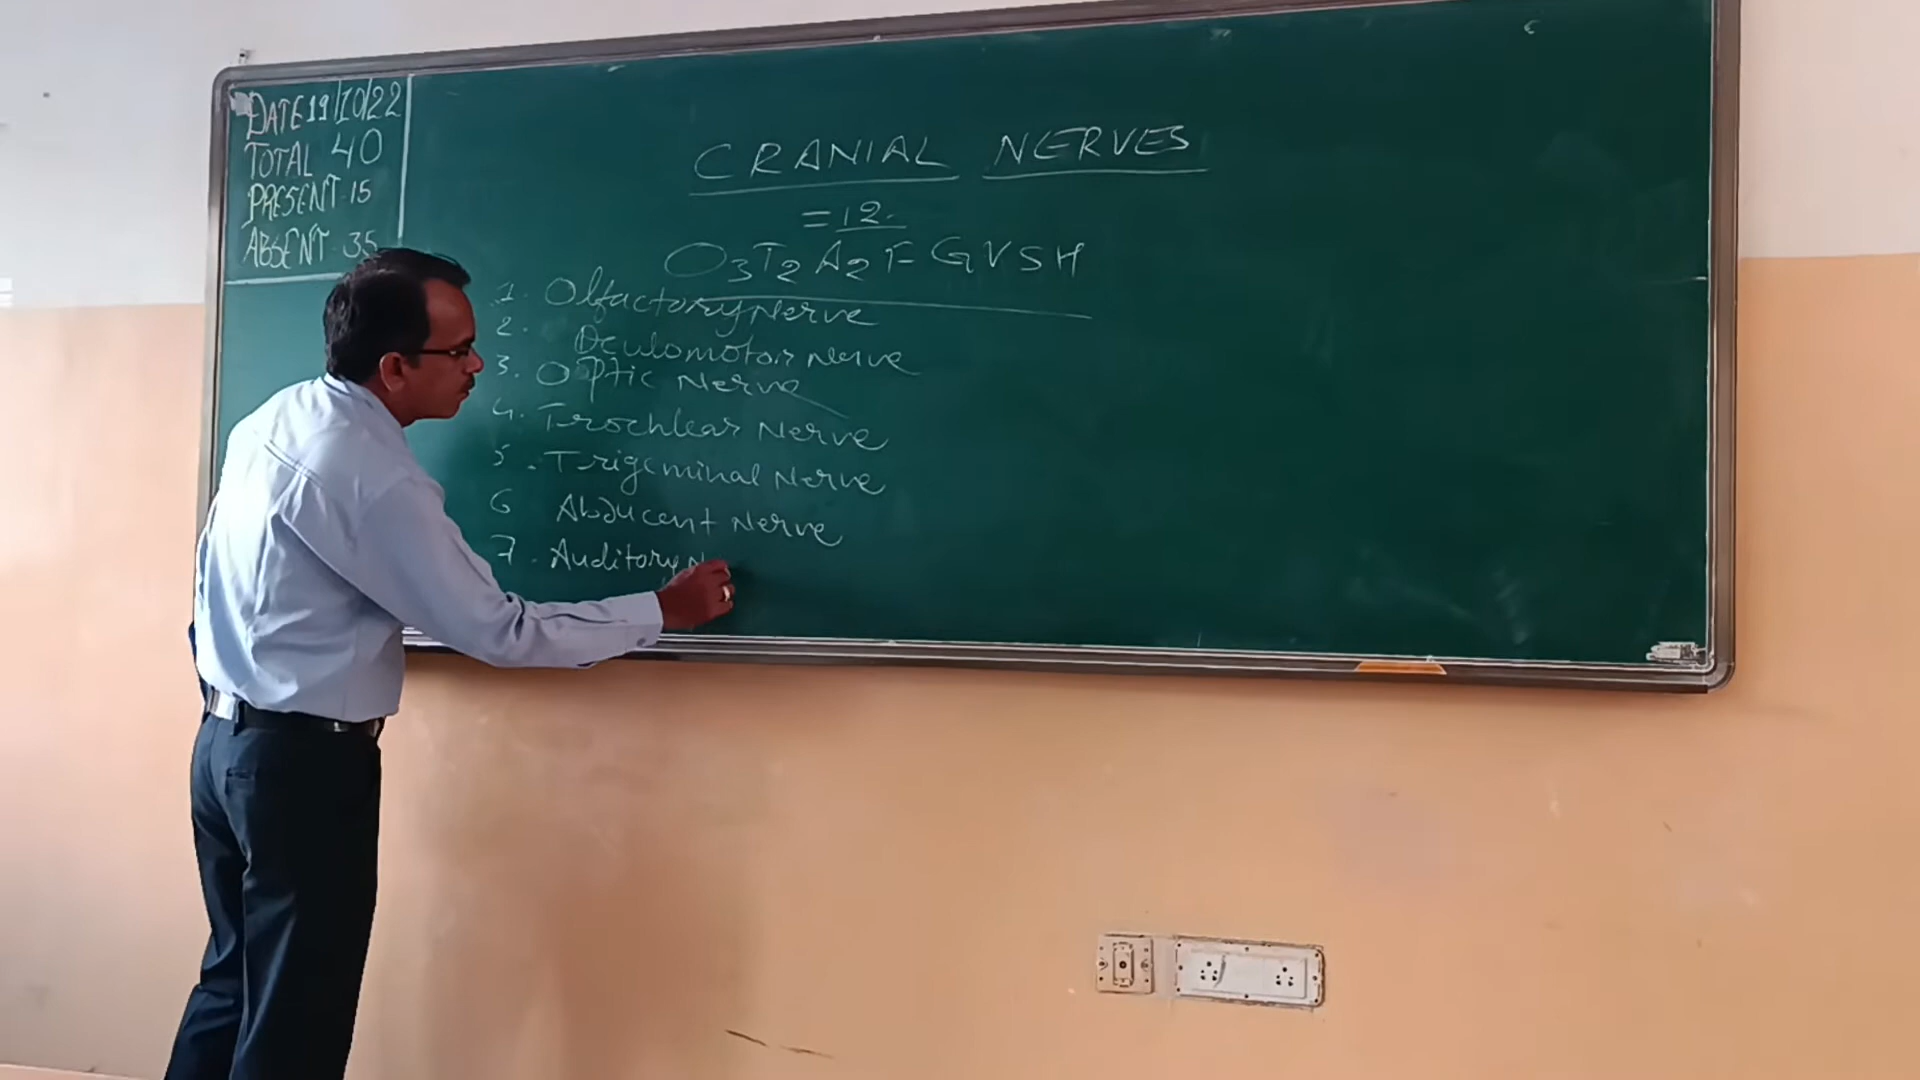 DATE 19/10/22
TOTAL 40
PRESENT-15
ABSENT-35
CRANIAL NERVES
=12.
O3T2A2FGVSH
1. Olfactory Nerve
2. Oculomotor Nerve
3. Optic Nerve
4. Trochlear Nerve
5. Trigeminal Nerve
6 Abducent Nerve
7. Auditory